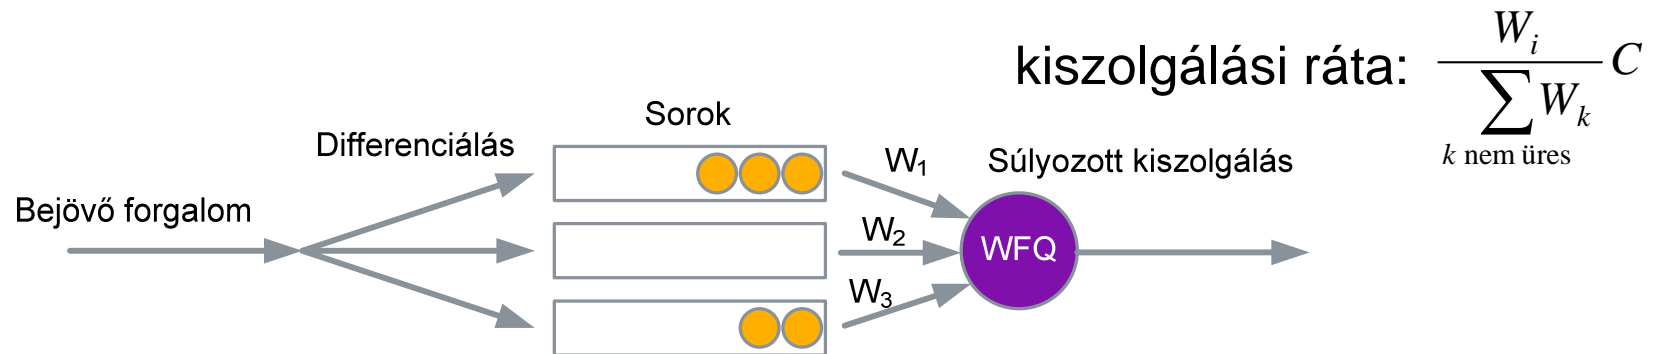 kiszolgálási ráta: W_i / ∑ W_k C
k nem üres
Sorok
Differenciálás
W₁
Súlyozott kiszolgálás
Bejövő forgalom
W₂
WFQ
W₃